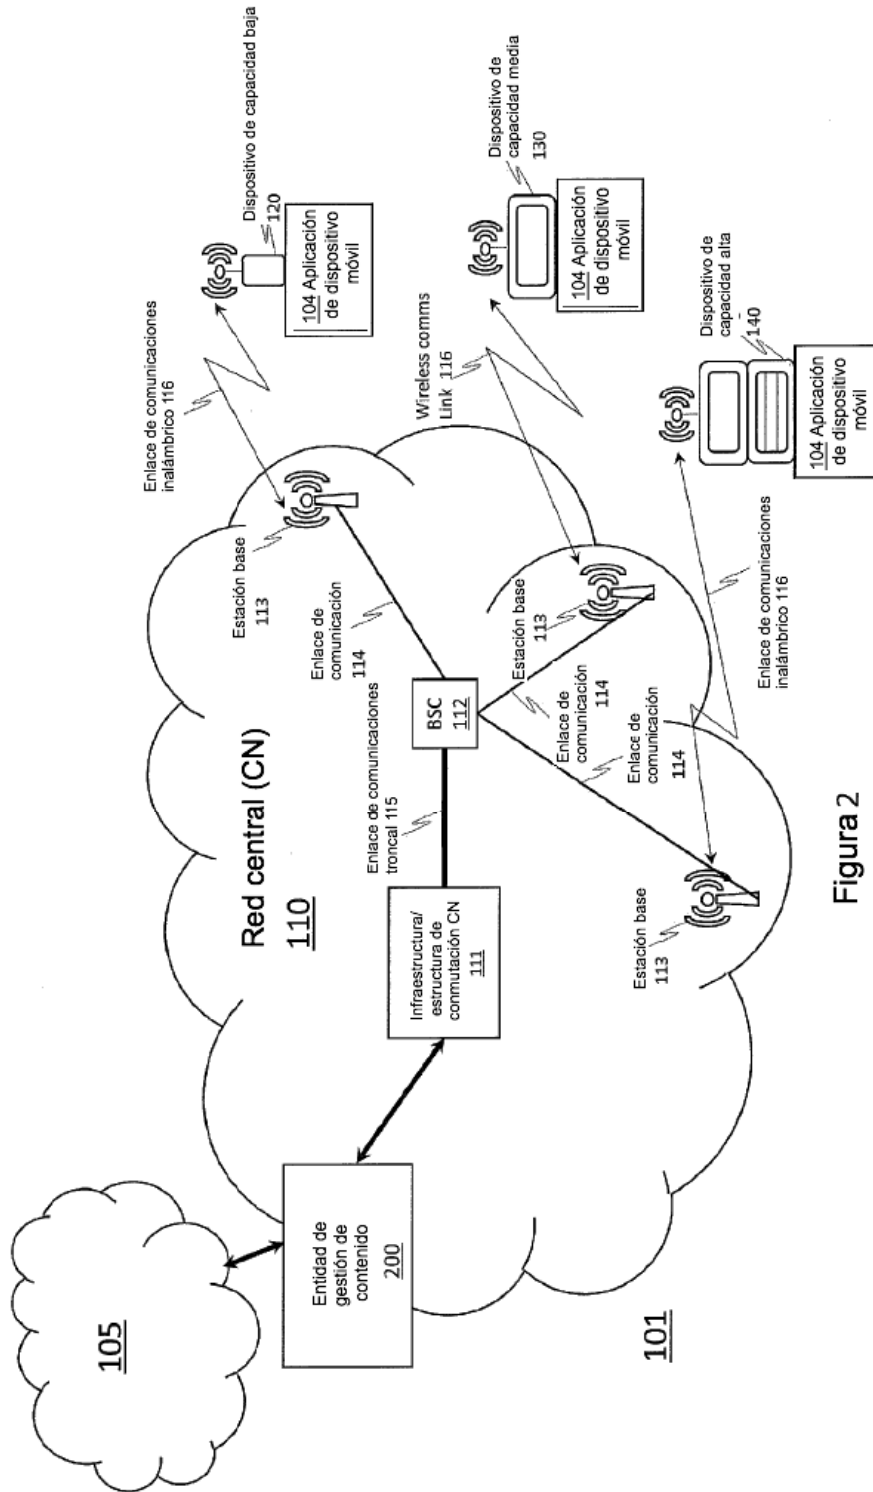 105
Entidad de
gestión de
contenido
200
101
Red central (CN)
110
Infraestructura/
estructura de
conmutación CN
111
Enlace de comunicaciones
troncal 115
BSC
112
Enlace de
comunicación
114
Estación base
113
Enlace de comunicaciones
inalámbrico 116
Dispositivo de capacidad baja
120
104 Aplicación
de dispositivo
móvil
Enlace de
comunicación
114
Estación base
113
Wireless comms
Link 116
Dispositivo de
capacidad media
130
104 Aplicación
de dispositivo
móvil
Enlace de
comunicación
114
Estación base
113
Enlace de comunicaciones
inalámbrico 116
Dispositivo de
capacidad alta
140
104 Aplicación
de dispositivo
móvil
Figura 2